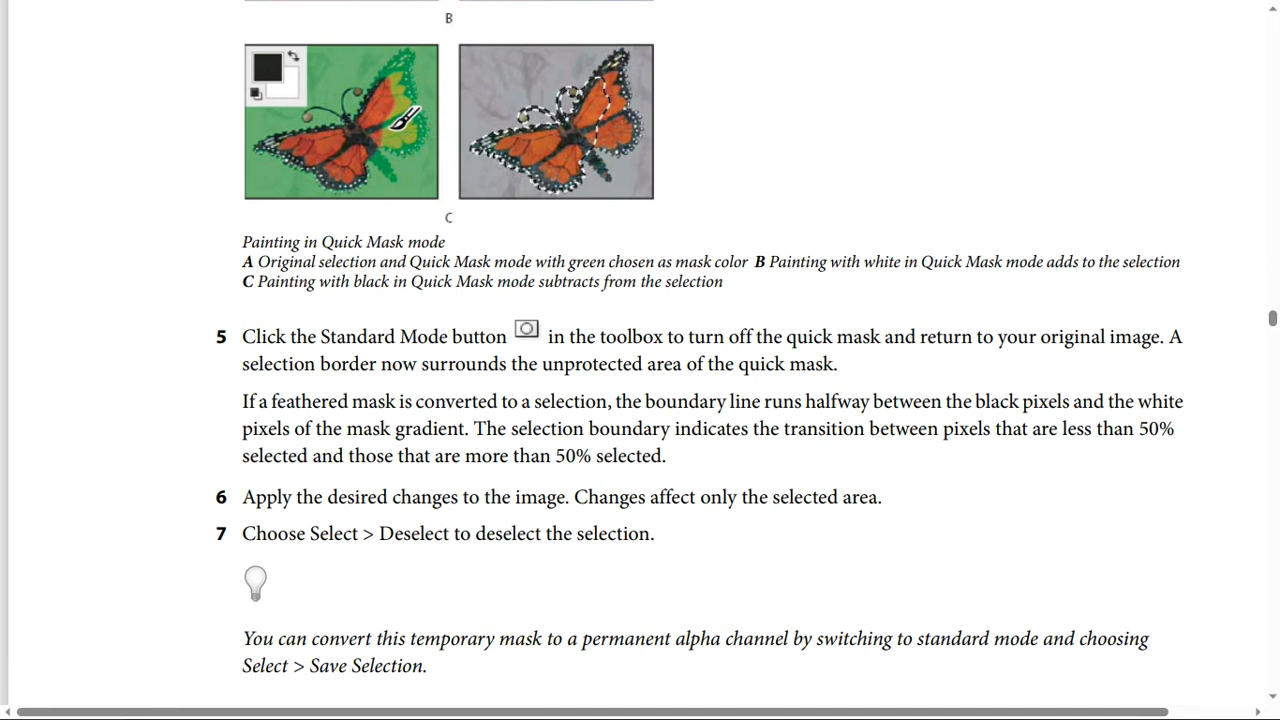 B
C
Painting in Quick Mask mode
A Original selection and Quick Mask mode with green chosen as mask color B Painting with white in Quick Mask mode adds to the selection
C Painting with black in Quick Mask mode subtracts from the selection
5 Click the Standard Mode button in the toolbox to turn off the quick mask and return to your original image. A
selection border now surrounds the unprotected area of the quick mask.
If a feathered mask is converted to a selection, the boundary line runs halfway between the black pixels and the white
pixels of the mask gradient. The selection boundary indicates the transition between pixels that are less than 50%
selected and those that are more than 50% selected.
6 Apply the desired changes to the image. Changes affect only the selected area.
7 Choose Select > Deselect to deselect the selection.
You can convert this temporary mask to a permanent alpha channel by switching to standard mode and choosing
Select > Save Selection.